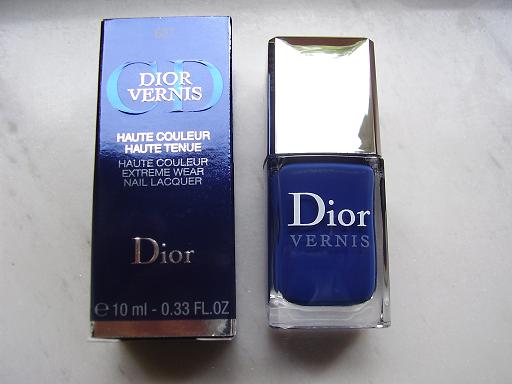 CD
DIOR
VERNIS
HAUTE COULEUR
HAUTE TENUE
HAUTE COULEUR
EXTREME WEAR
NAIL LACQUER
Dior
e 10 ml - 0.33 FL.OZ
Dior
VERNIS